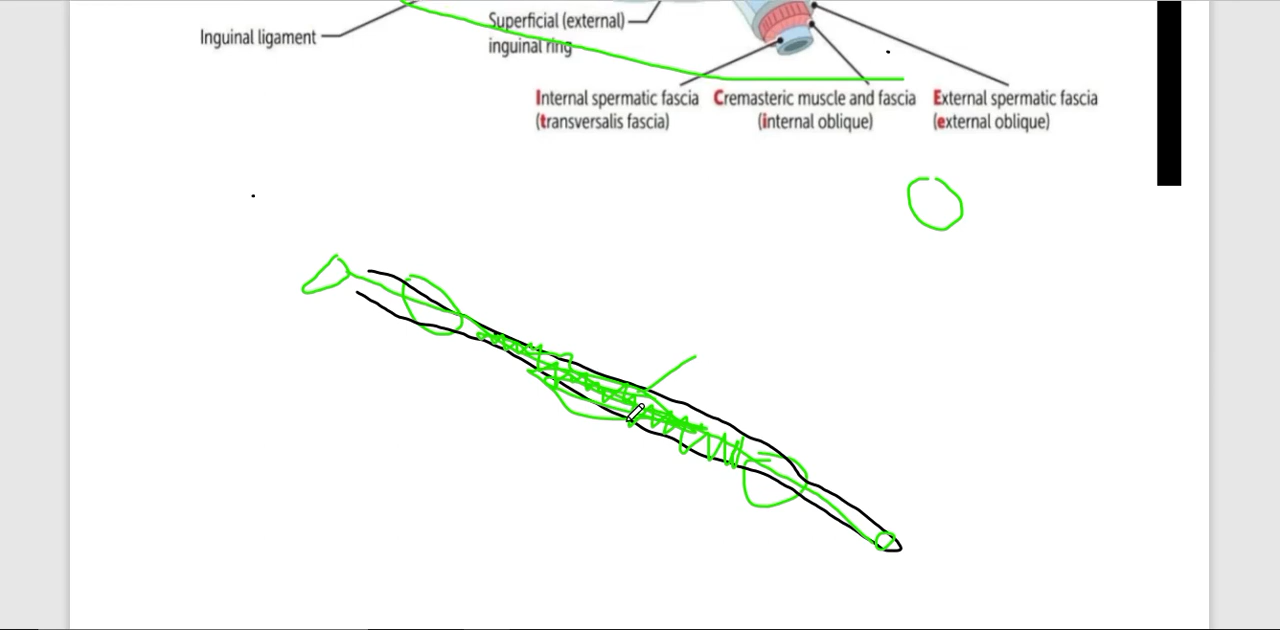 Superficial (external)
Inguinal ligament
inguinal ring
Internal spermatic fascia Cremasteric muscle and fascia External spermatic fascia
(transversalis fascia) (internal oblique) (external oblique)